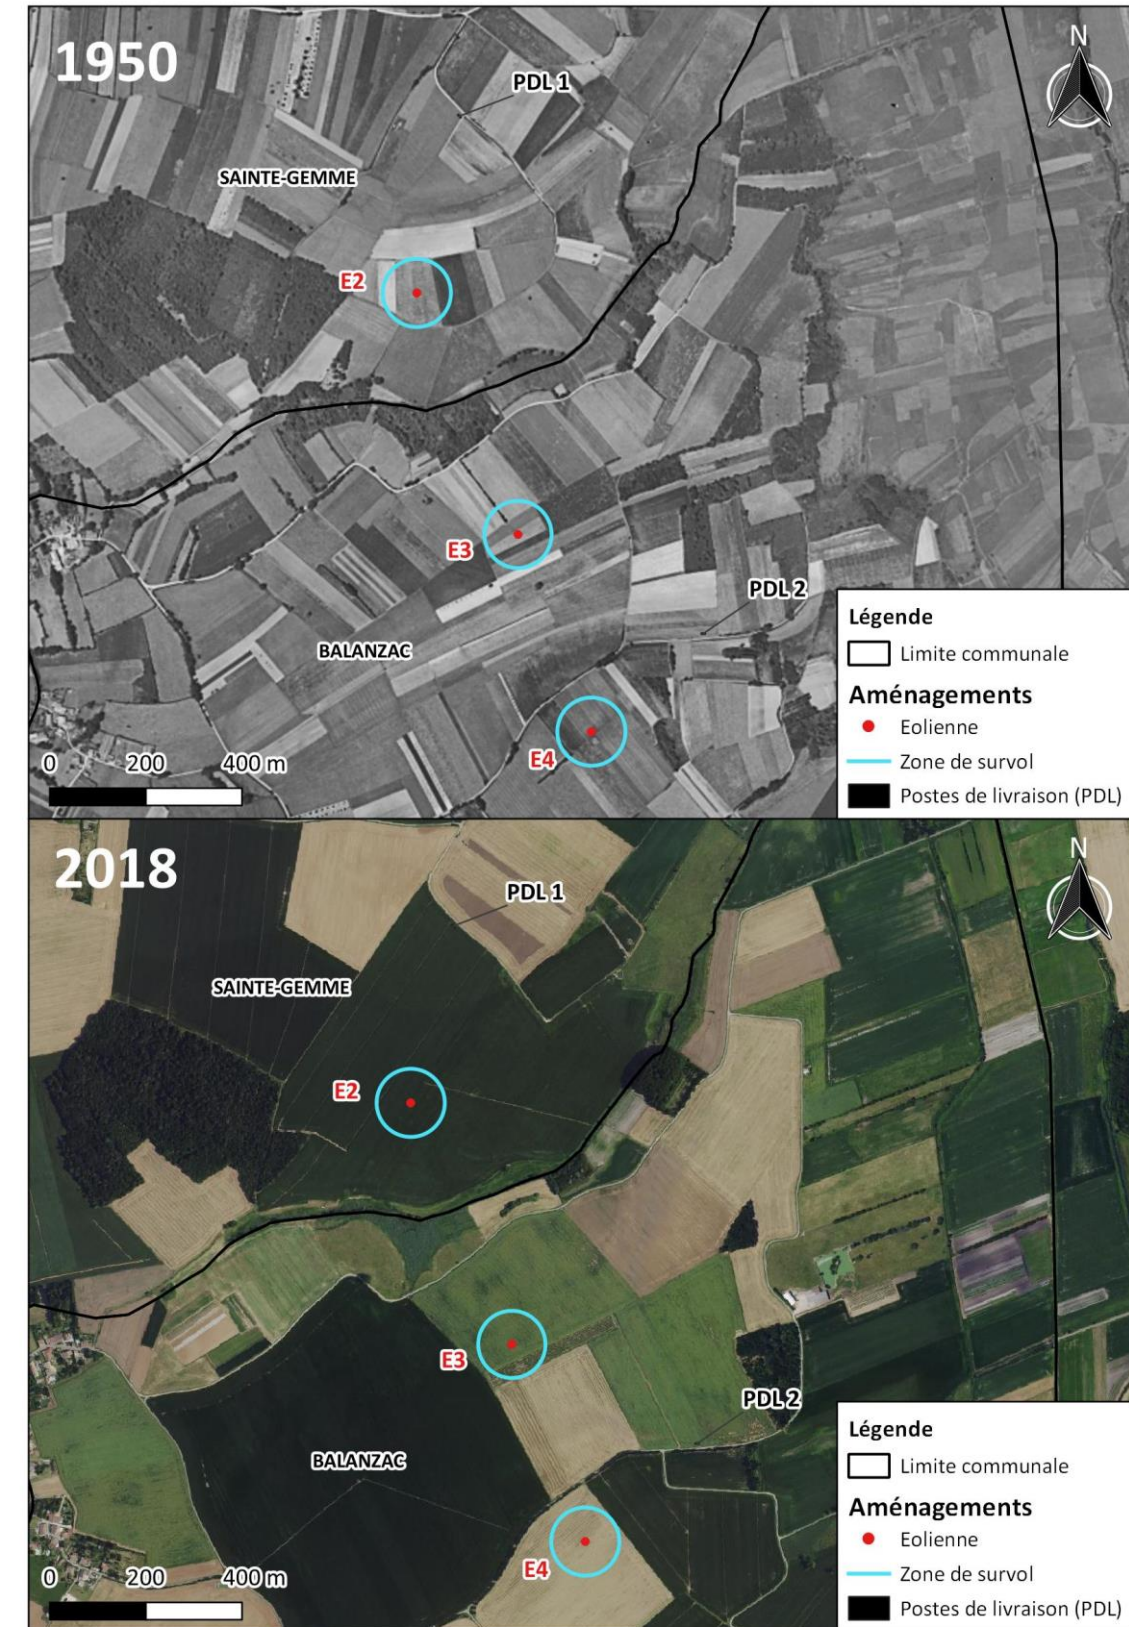 1950
N
PDL 1
SAINTE-GEMME
E2
E3
PDL 2
BALANZAC
E4
0 200 400 m
Légende
Limite communale
Aménagements
Eolienne
Zone de survol
Postes de livraison (PDL)
2018
N
PDL 1
SAINTE-GEMME
E2
E3
PDL 2
BALANZAC
E4
0 200 400 m
Légende
Limite communale
Aménagements
Eolienne
Zone de survol
Postes de livraison (PDL)